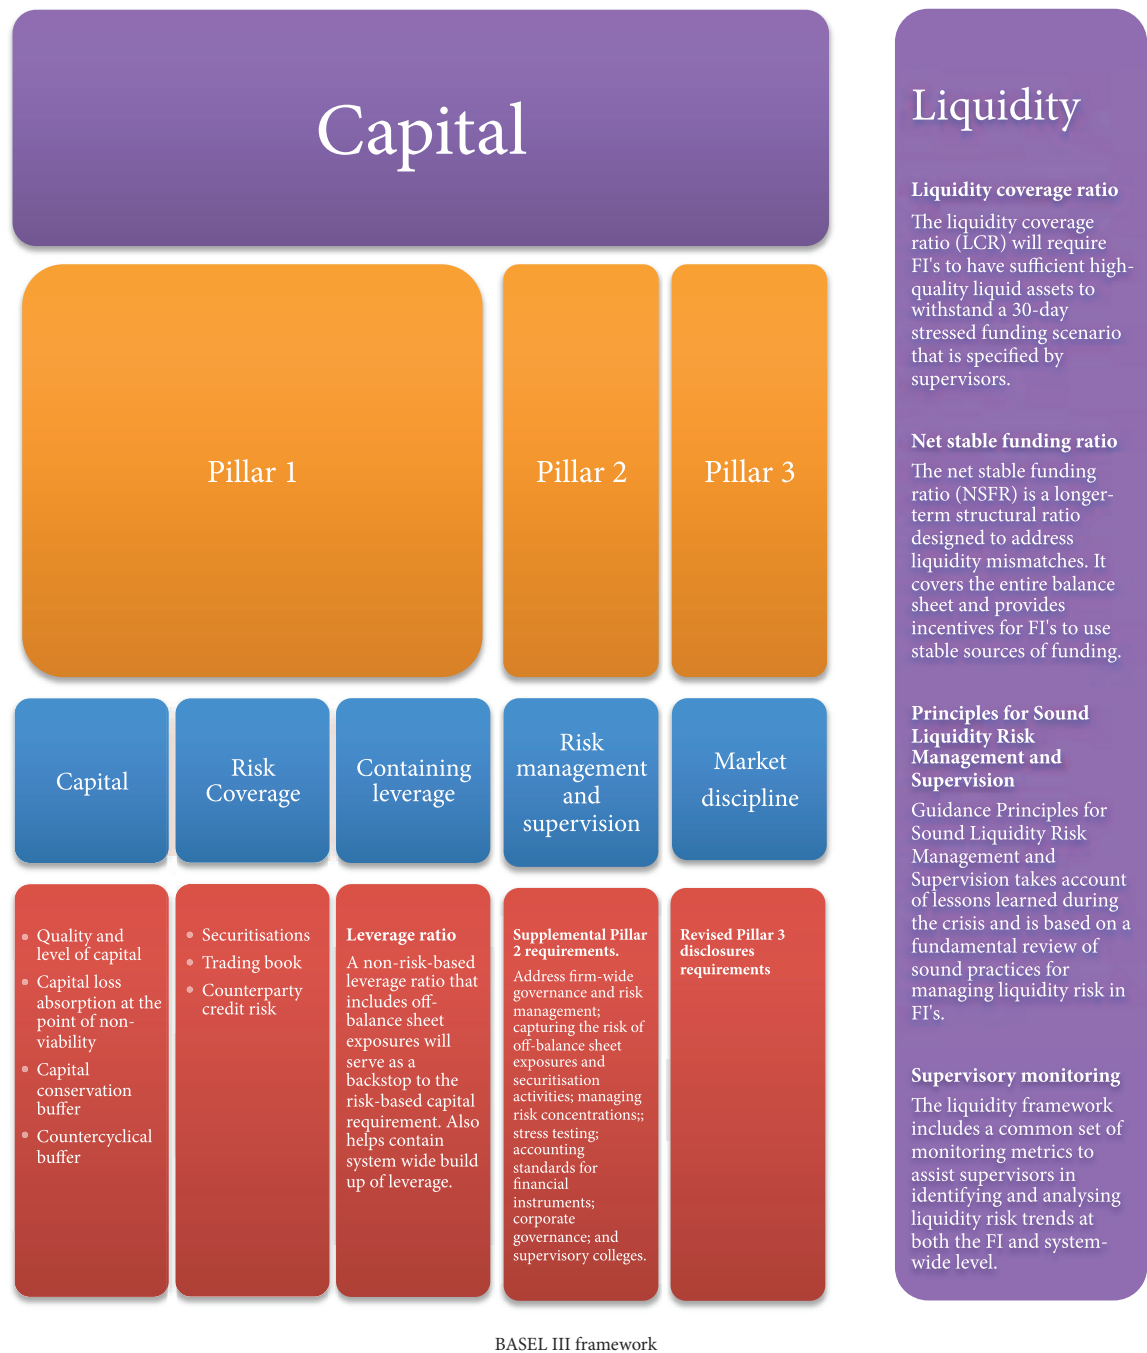 Capital
Pillar 1
Pillar 2
Pillar 3
Capital
Risk
Coverage
Containing
leverage
Risk
management
and
supervision
Market
discipline
• Quality and
level of capital
• Capital loss
absorption at the
point of non-
viability
• Capital
conservation
buffer
• Countercyclical
buffer
• Securitisations
• Trading book
• Counterparty
credit risk
Leverage ratio
A non-risk-based
leverage ratio that
includes off-
balance sheet
exposures will
serve as a
backstop to the
risk-based capital
requirement. Also
helps contain
system wide build
up of leverage.
Supplemental Pillar
2 requirements.
Address firm-wide
governance and risk
management;
capturing the risk of
off-balance sheet
exposures and
securitisation
activities; managing
risk concentrations;;
stress testing;
accounting
standards for
financial
instruments;
corporate
governance; and
supervisory colleges.
Revised Pillar 3
disclosures
requirements
Liquidity
Liquidity coverage ratio
The liquidity coverage
ratio (LCR) will require
FI's to have sufficient high-
quality liquid assets to
withstand a 30-day
stressed funding scenario
that is specified by
supervisors.
Net stable funding ratio
The net stable funding
ratio (NSFR) is a longer-
term structural ratio
designed to address
liquidity mismatches. It
covers the entire balance
sheet and provides
incentives for FI's to use
stable sources of funding.
Principles for Sound
Liquidity Risk
Management and
Supervision
Guidance Principles for
Sound Liquidity Risk
Management and
Supervision takes account
of lessons learned during
the crisis and is based on a
fundamental review of
sound practices for
managing liquidity risk in
FI's.
Supervisory monitoring
The liquidity framework
includes a common set of
monitoring metrics to
assist supervisors in
identifying and analysing
liquidity risk trends at
both the FI and system-
wide level.
BASEL III framework